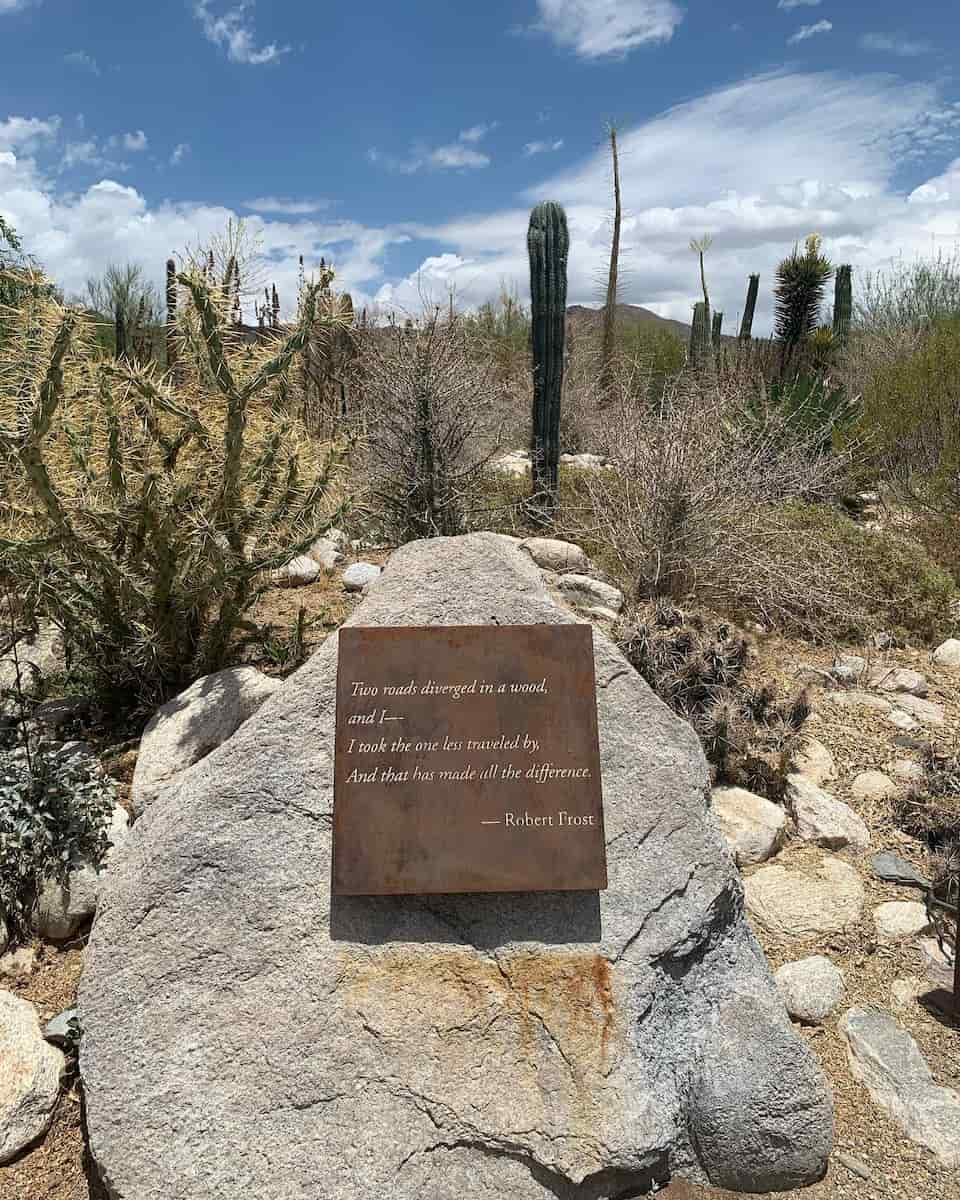 Two roads diverged in a wood,
and I—
I took the one less traveled by,
And that has made all the difference.
— Robert Frost